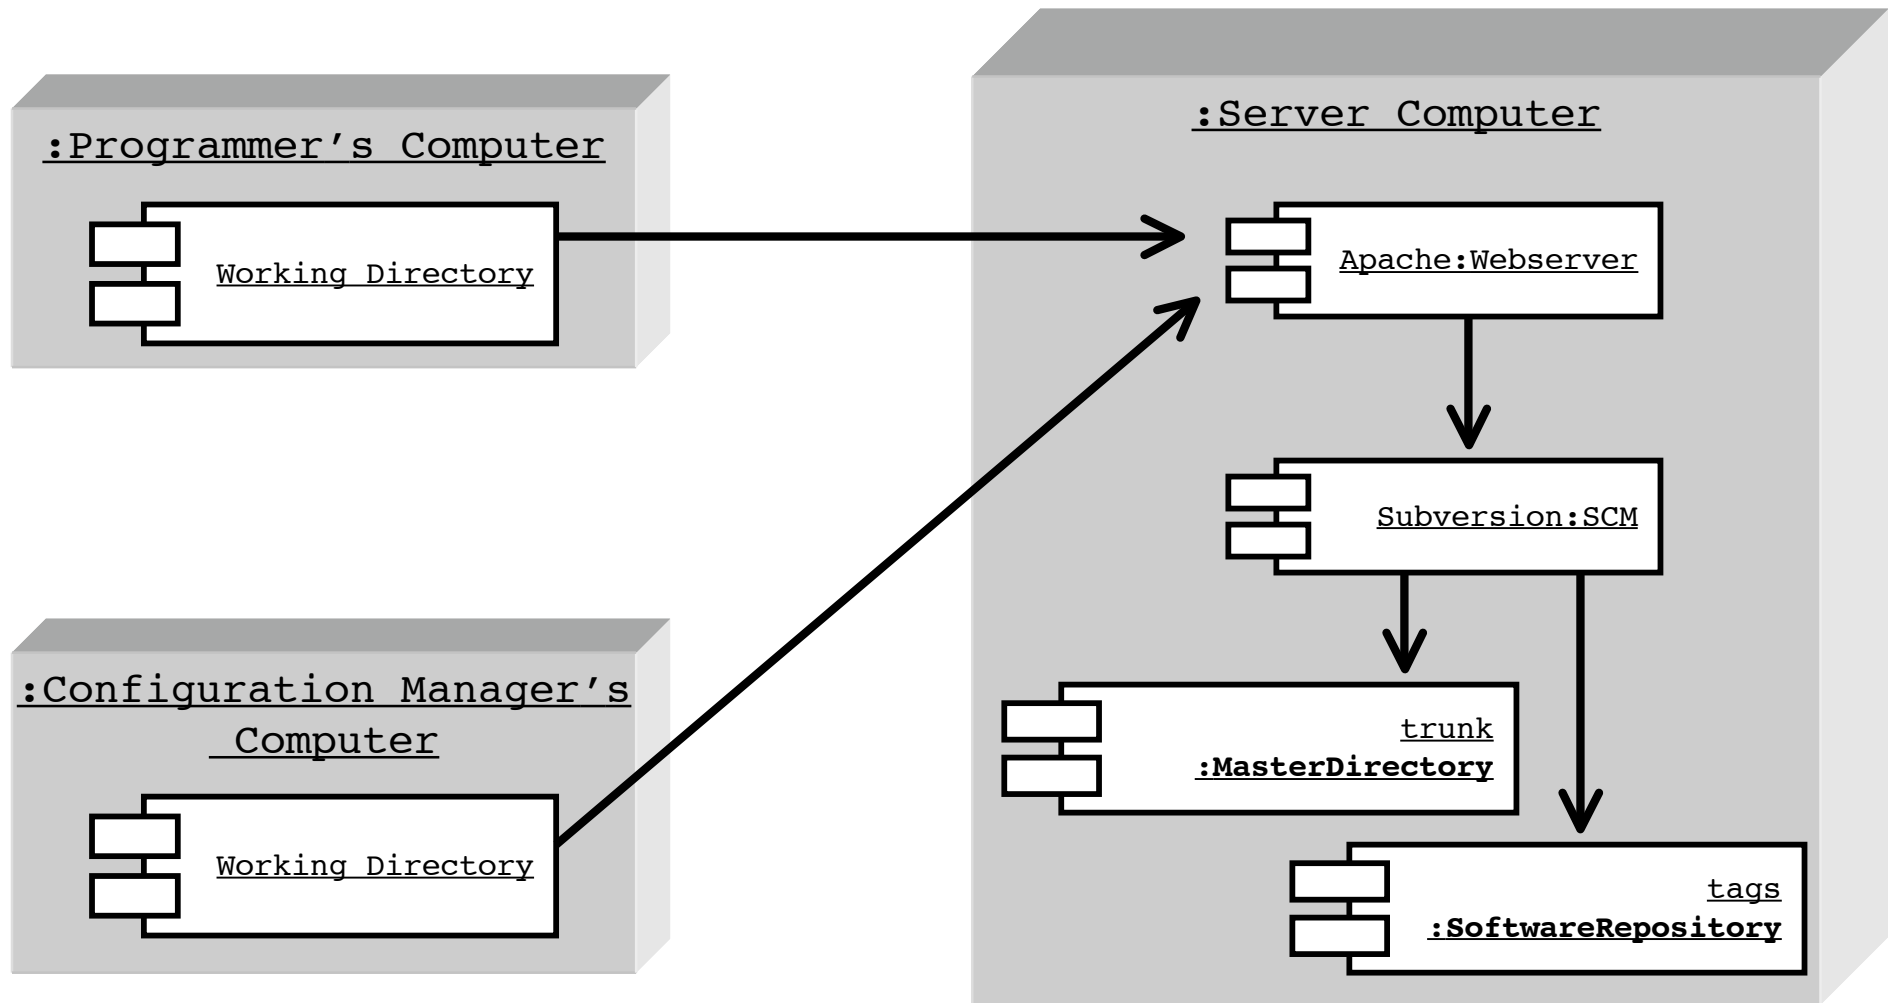 :Programmer’s Computer
Working Directory
:Configuration Manager’s
Computer
Working Directory
:Server Computer
Apache:Webserver
Subversion:SCM
trunk
:MasterDirectory
tags
:SoftwareRepository